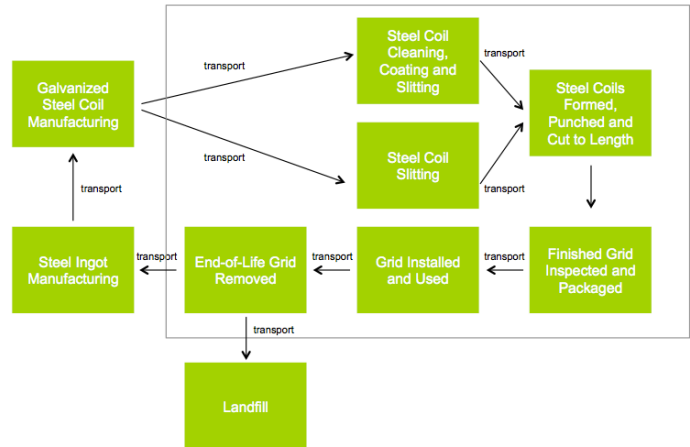 Steel Coil
Cleaning,
Coating and
Slitting
transport
transport
Galvanized
Steel Coil
Manufacturing
Steel Coils
Formed,
Punched and
Cut to Length
transport
Steel Coil
Slitting
transport
transport
Steel Ingot
Manufacturing
transport
End-of-Life Grid
Removed
transport
Grid Installed
and Used
transport
Finished Grid
Inspected and
Packaged
transport
Landfill